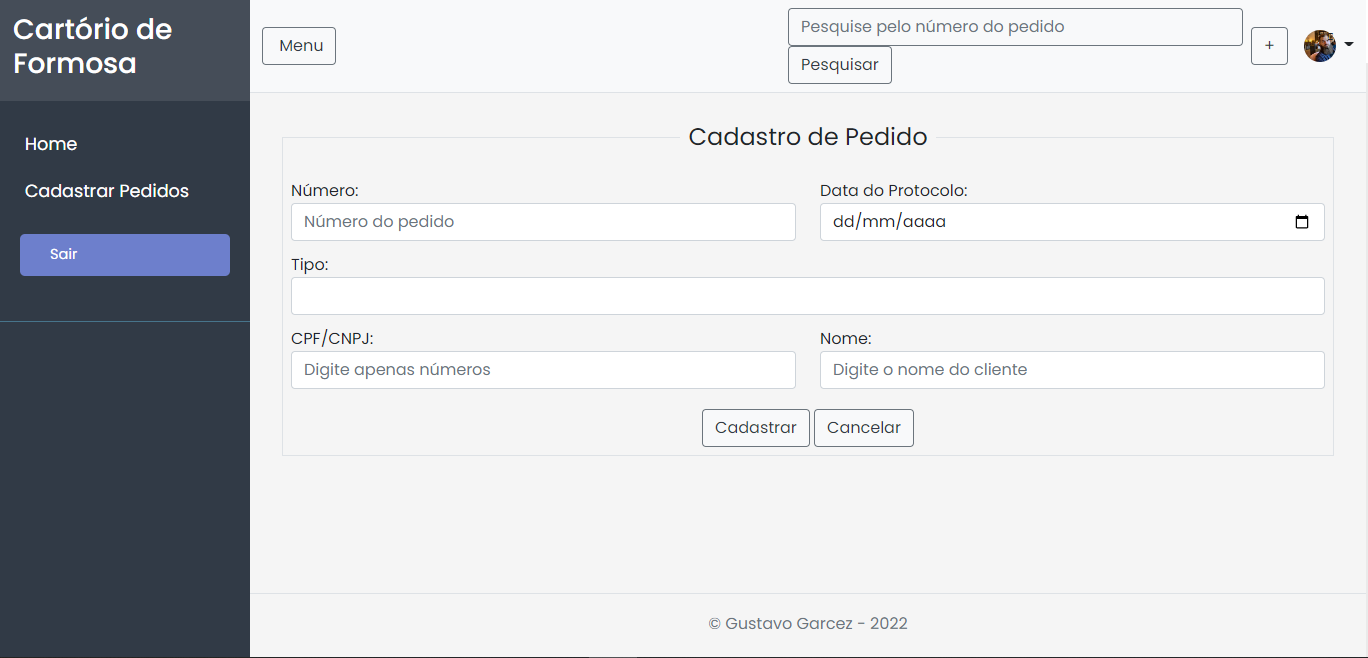 Cartório de
Formosa
Menu
Pesquise pelo número do pedido
Pesquisar
+
Home
Cadastrar Pedidos
Sair
Cadastro de Pedido
Número:
Data do Protocolo:
Número do pedido
dd/mm/aaaa
Tipo:
CPF/CNPJ:
Nome:
Digite apenas números
Digite o nome do cliente
Cadastrar
Cancelar
© Gustavo Garcez - 2022